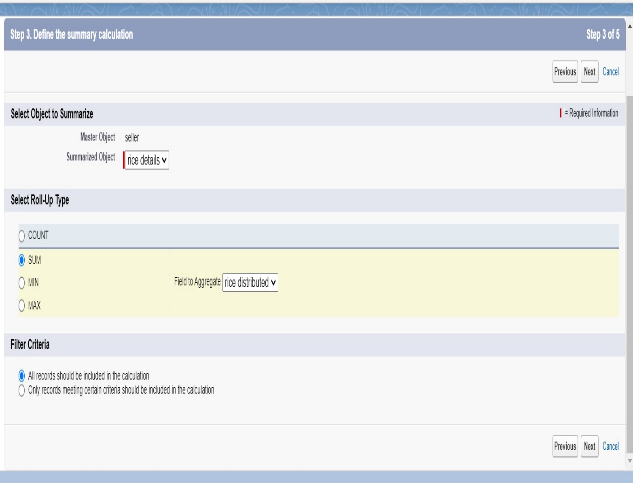 Step 3. Define the summary calculation Step 3 of 5
Previous Next Cancel
Select Object to Summarize = Required Information
Master Object seller
Summarized Object rice details
Select Roll-Up Type
COUNT
SUM
MIN Field to Aggregate rice distributed
MAX
Filter Criteria
All records should be included in the calculation
Only records meeting certain criteria should be included in the calculation
Previous Next Cancel